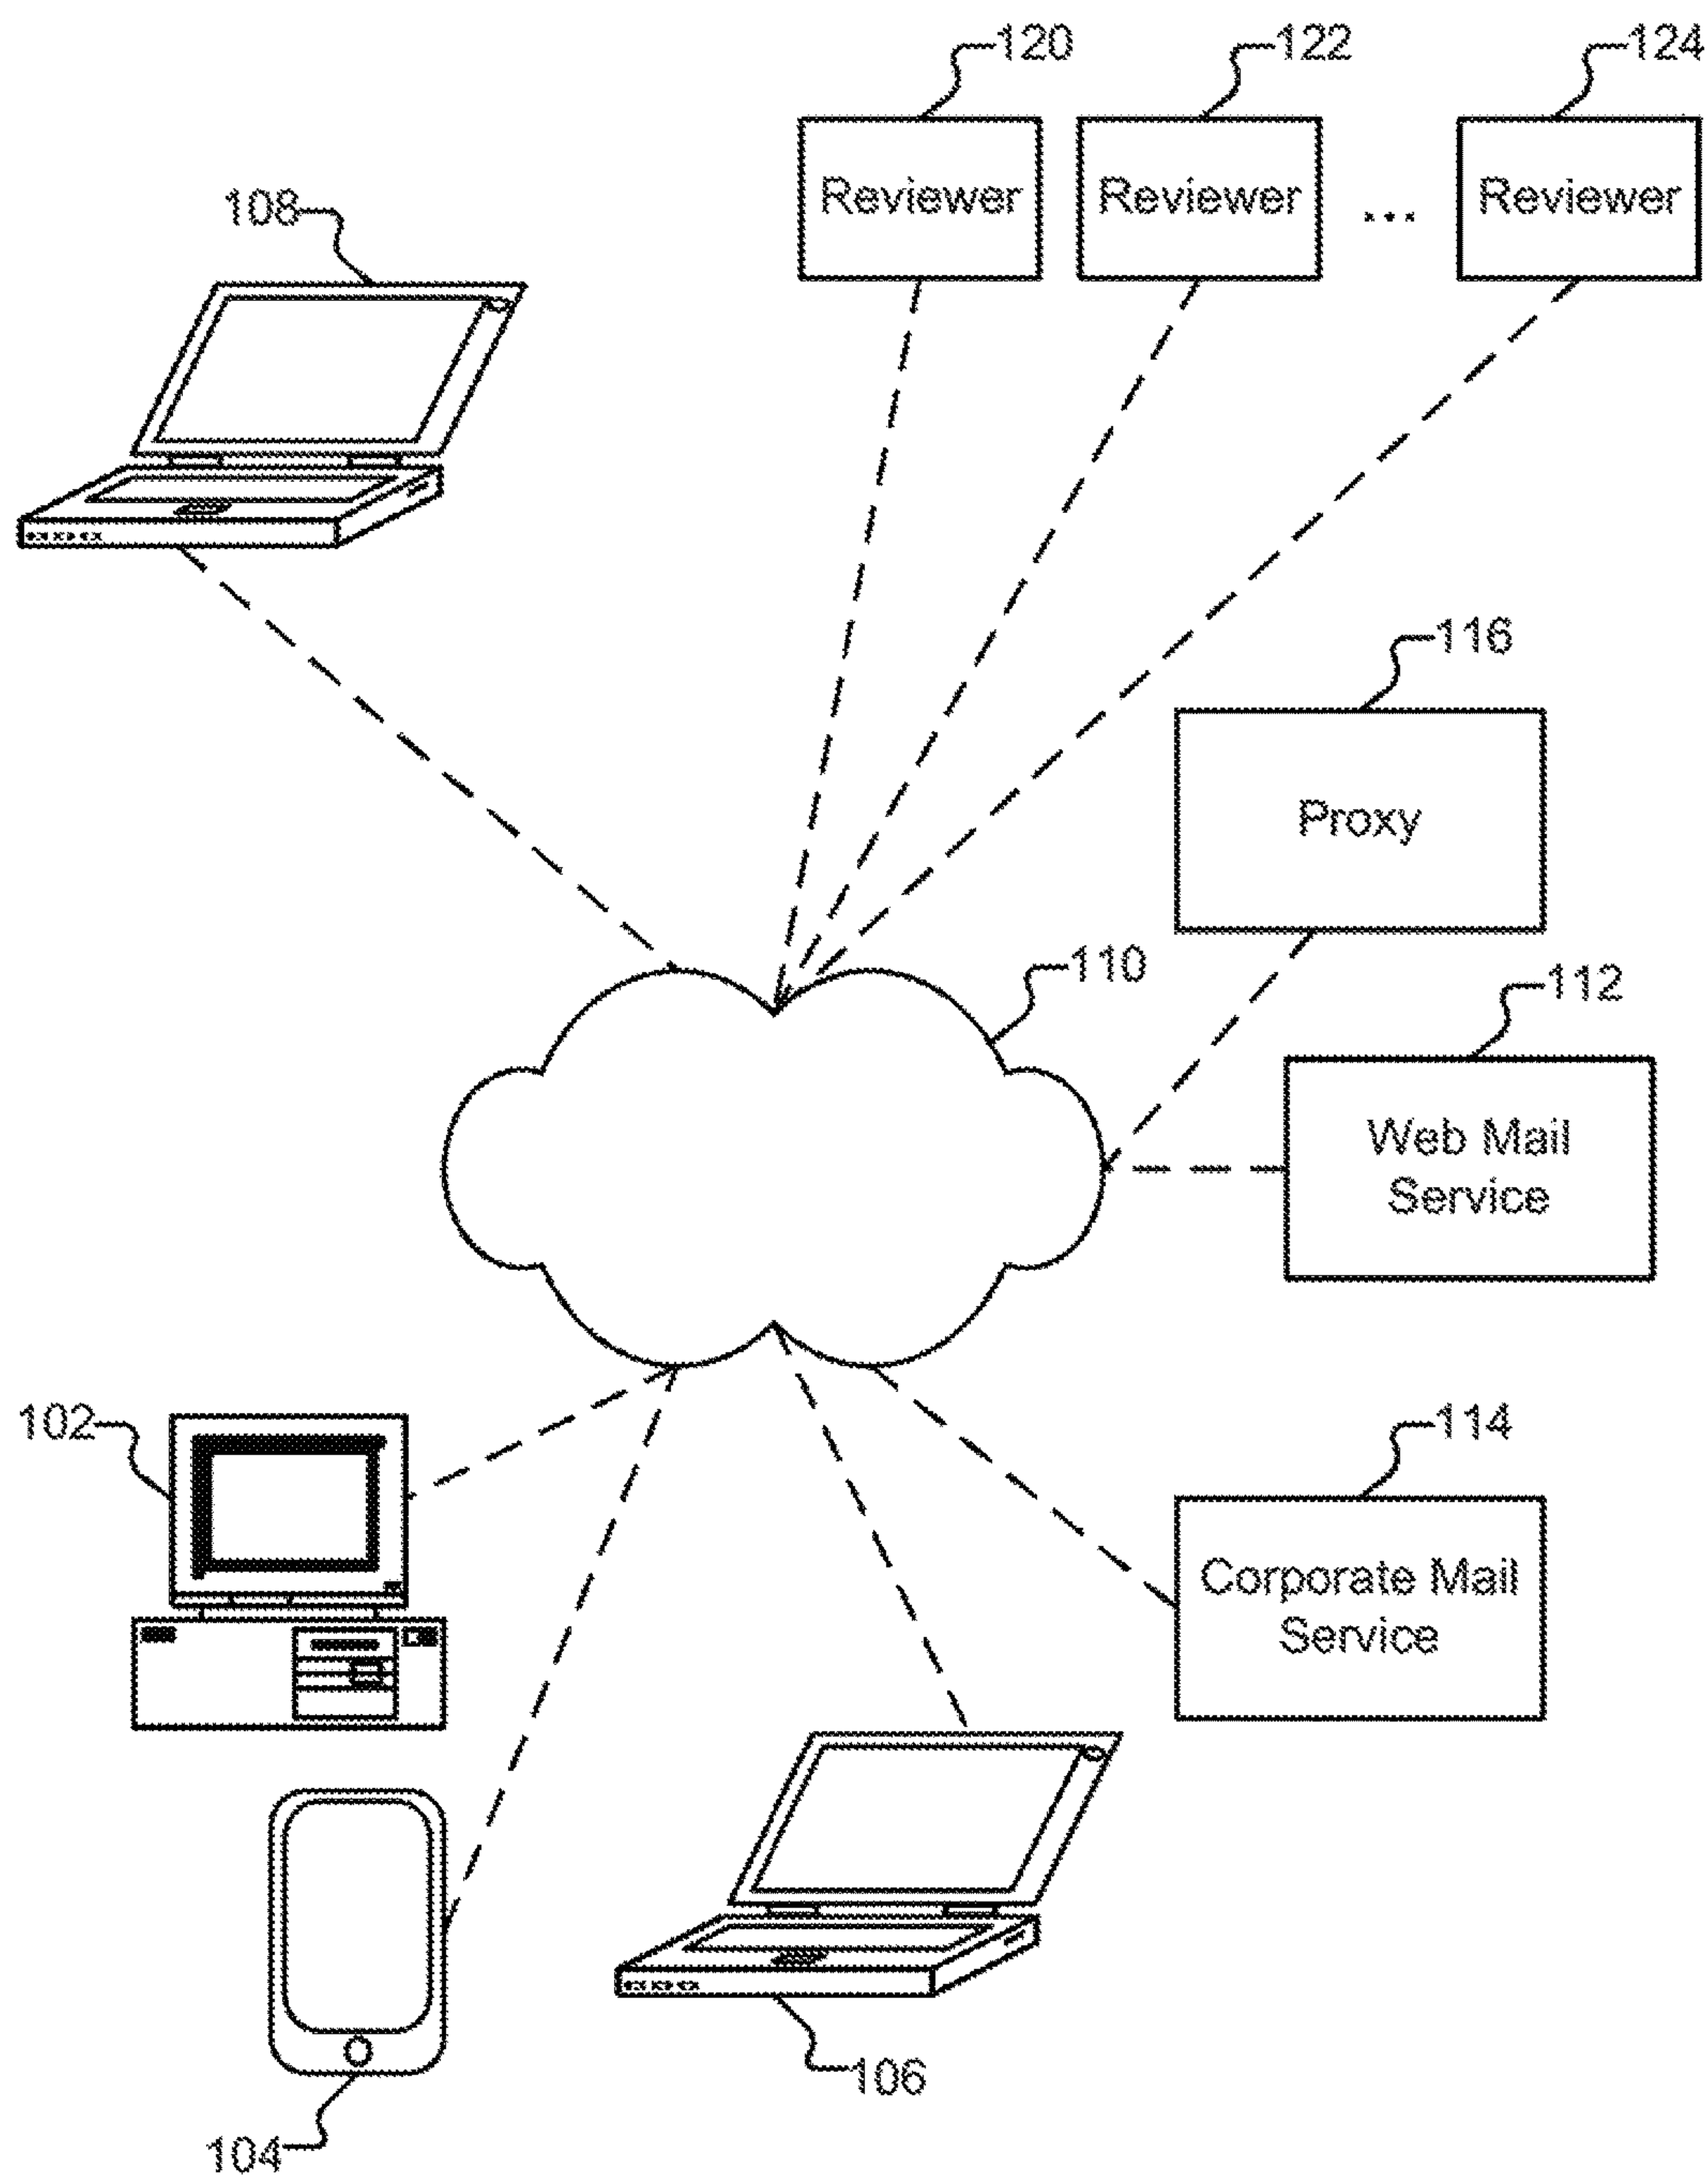 120
122
124
Reviewer
Reviewer
...
Reviewer
108
116
Proxy
110
112
Web Mail
Service
102
114
Corporate Mail
Service
106
104